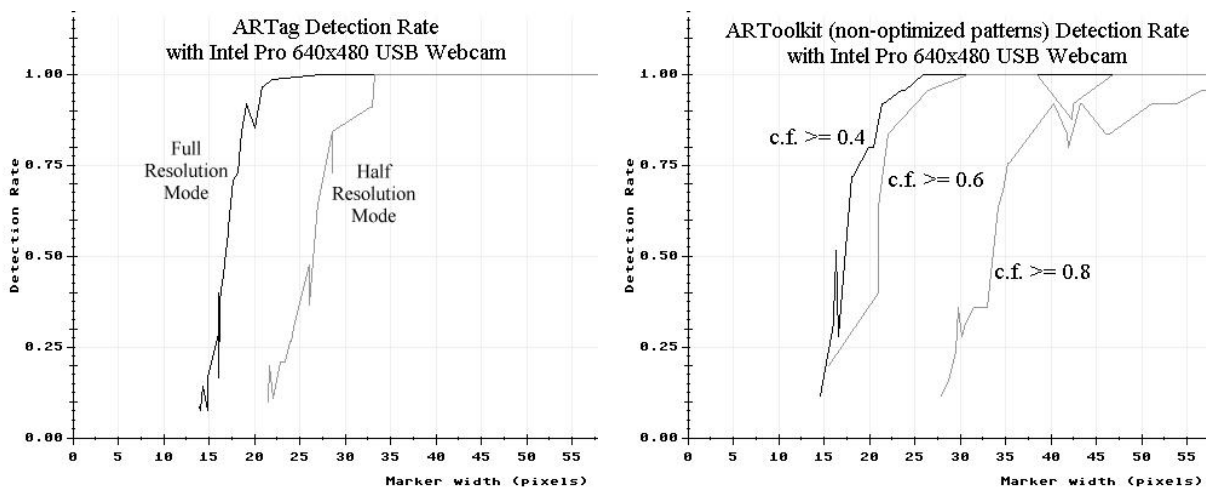 ARTag Detection Rate
with Intel Pro 640x480 USB Webcam
1.00
0.75
0.50
0.25
0.00
Detection Rate
Full
Resolution
Mode
Half
Resolution
Mode
0 5 10 15 20 25 30 35 40 45 50 55
Marker width (pixels)
ARToolkit (non-optimized patterns) Detection Rate
with Intel Pro 640x480 USB Webcam
1.00
0.75
0.50
0.25
0.00
Detection Rate
c.f. >= 0.4
c.f. >= 0.6
c.f. >= 0.8
0 5 10 15 20 25 30 35 40 45 50 55
Marker width (pixels)